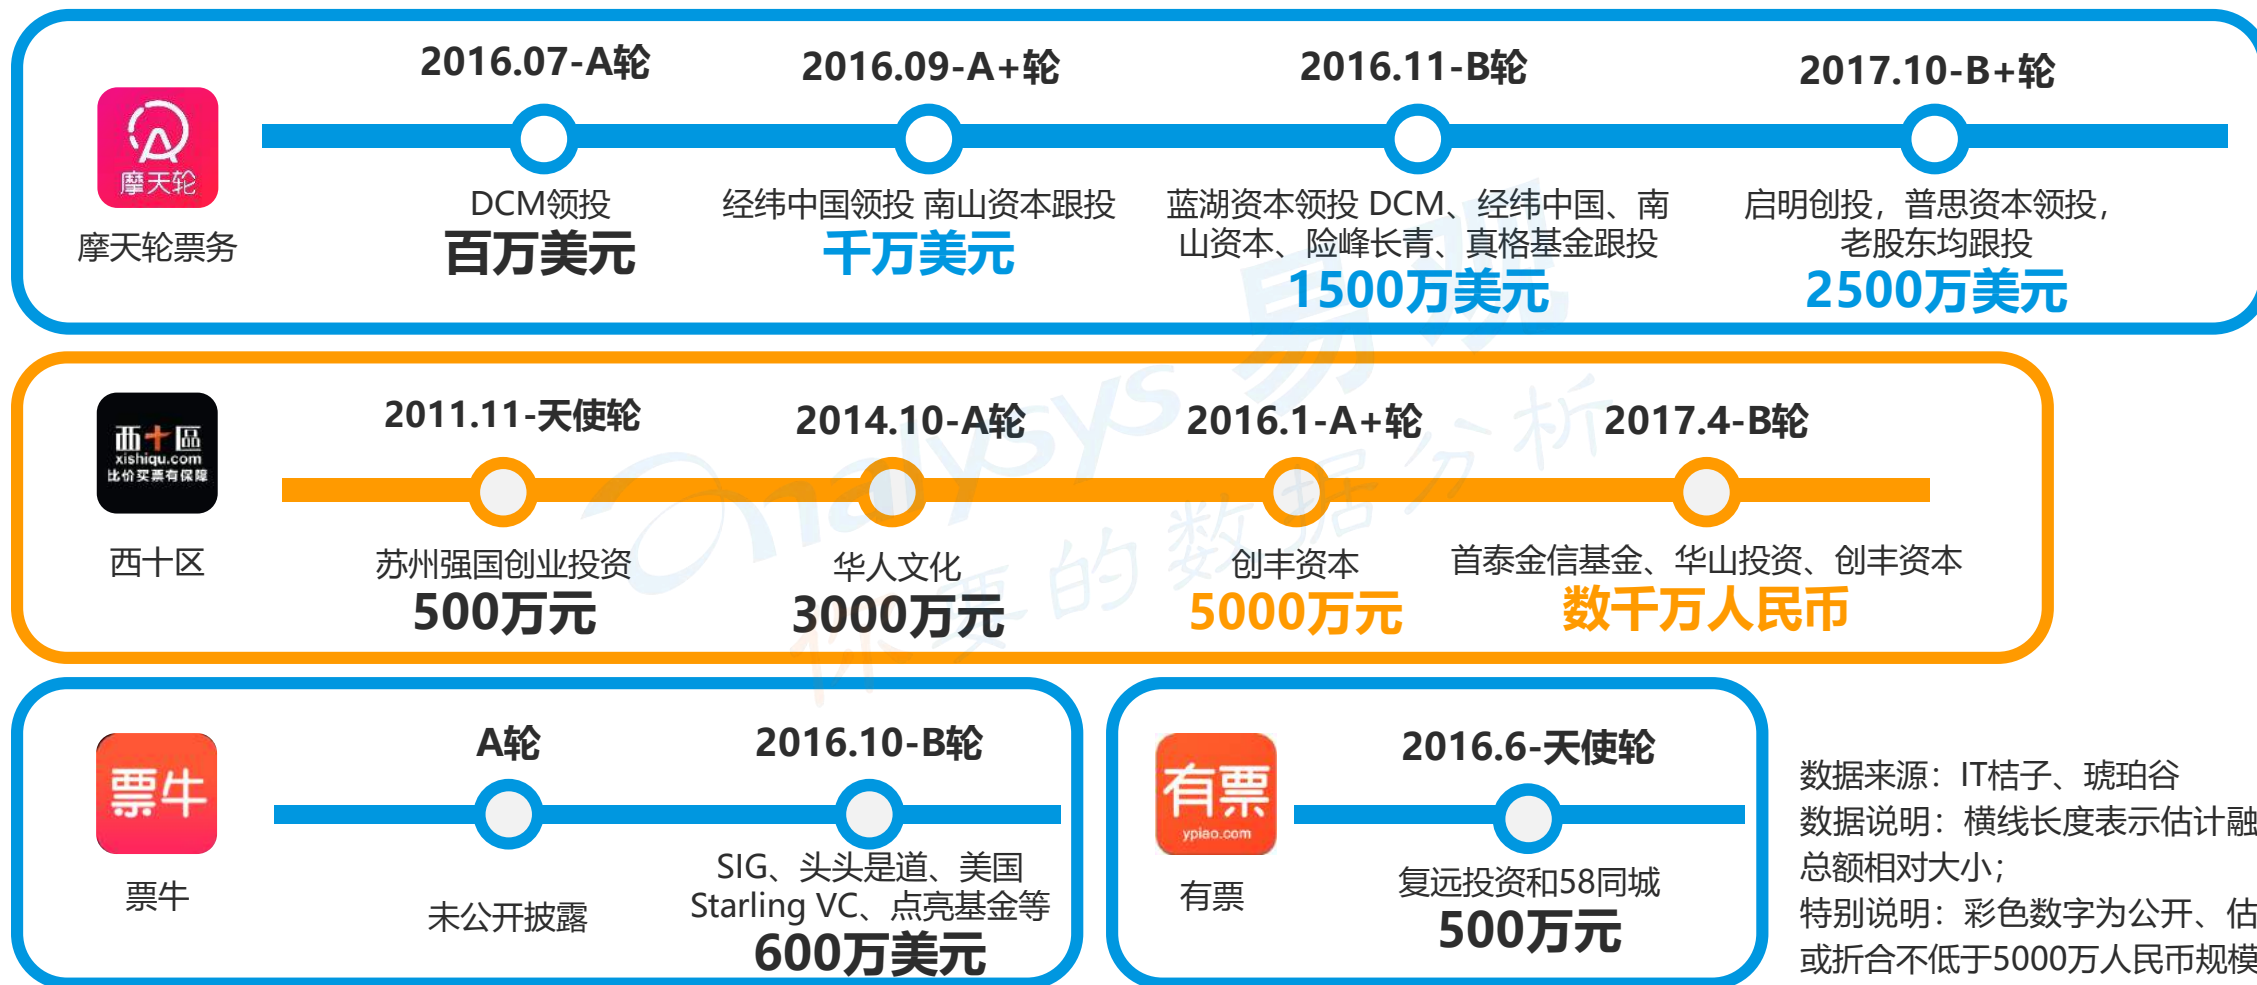 2016.07-A轮
2016.09-A+轮
2016.11-B轮
2017.10-B+轮
摩天轮
摩天轮票务
DCM领投
百万美元
经纬中国领投 南山资本跟投
千万美元
蓝湖资本领投 DCM、经纬中国、南
山资本、险峰长青、真格基金跟投
1500万美元
启明创投，普思资本领投，
老股东均跟投
2500万美元
西十區
xishiqu.com
比价买票有保障
西十区
2011.11-天使轮
2014.10-A轮
2016.1-A+轮
2017.4-B轮
苏州强国创业投资
500万元
华人文化
3000万元
创丰资本
5000万元
首泰金信基金、华山投资、创丰资本
数千万人民币
analysys 易观
你要的数据分析
票牛
票牛
A轮
2016.10-B轮
未公开披露
SIG、头头是道、美国
Starling VC、点亮基金等
600万美元
有票
ypiao.com
有票
2016.6-天使轮
复远投资和58同城
500万元
数据来源：IT桔子、琥珀谷
数据说明：横线长度表示估计融
总额相对大小；
特别说明：彩色数字为公开、估
或折合不低于5000万人民币规模